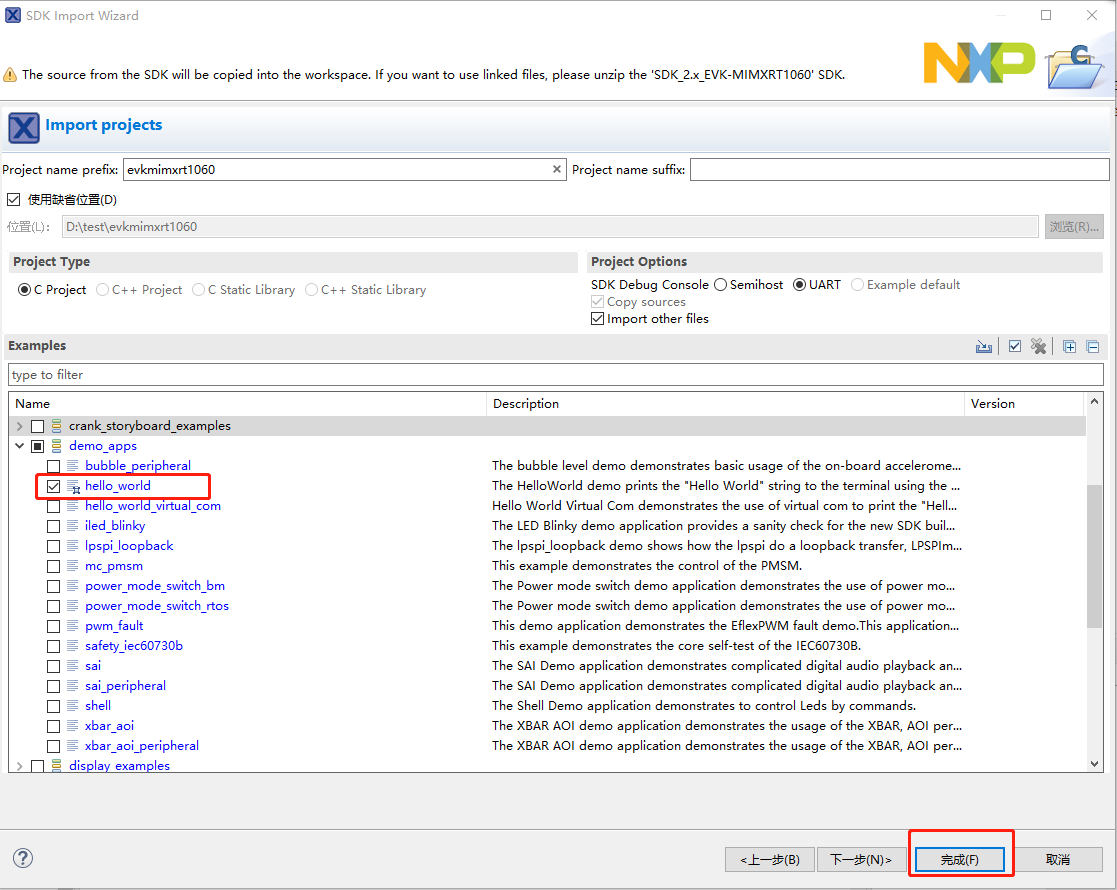 SDK Import Wizard
The source from the SDK will be copied into the workspace. If you want to use linked files, please unzip the 'SDK_2.x_EVK-MIMXRT1060' SDK.
NXP
Import projects
Project name prefix: evkmimxrt1060 Project name suffix:
使用缺省位置(D)
位置(L): D:\test\evkmimxrt1060 浏览(R)...
Project Type Project Options
C Project C++ Project C Static Library C++ Static Library SDK Debug Console Semihost UART Example default
Copy sources
Import other files
Examples
type to filter
Name Description Version
crank_storyboard_examples
demo_apps
bubble_peripheral The bubble level demo demonstrates basic usage of the on-board accelerome...
hello_world The HelloWorld demo prints the "Hello World" string to the terminal using the ...
hello_world_virtual_com Hello World Virtual Com demonstrates the use of virtual com to print the "Hell...
iled_blinky The LED Blinky demo application provides a sanity check for the new SDK buil...
lpspi_loopback The lpspi_loopback demo shows how the lpspi do a loopback transfer, LPSPIm...
mc_pmsm This example demonstrates the control of the PMSM.
power_mode_switch_bm The Power mode switch demo application demonstrates the use of power mo...
power_mode_switch_rtos The Power mode switch demo application demonstrates the use of power mo...
pwm_fault This demo application demonstrates the EflexPWM fault demo.This application...
safety_iec60730b This example demonstrates the core self-test of the IEC60730B.
sai The SAI Demo application demonstrates complicated digital audio playback an...
sai_peripheral The SAI Demo application demonstrates complicated digital audio playback an...
shell The Shell Demo application demonstrates to control Leds by commands.
xbar_aoi The XBAR AOI demo application demonstrates the usage of the XBAR, AOI per...
xbar_aoi_peripheral The XBAR AOI demo application demonstrates the usage of the XBAR, AOI per...
display_examples
<上一步(B) 下一步(N)> 完成(F) 取消